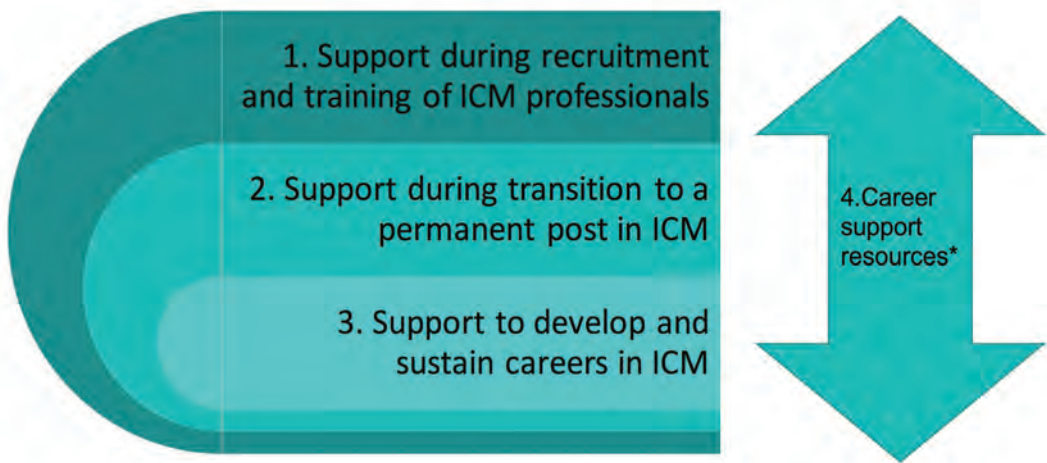 1. Support during recruitment
and training of ICM professionals
2. Support during transition to a
permanent post in ICM
3. Support to develop and
sustain careers in ICM
4.Career
support
resources*